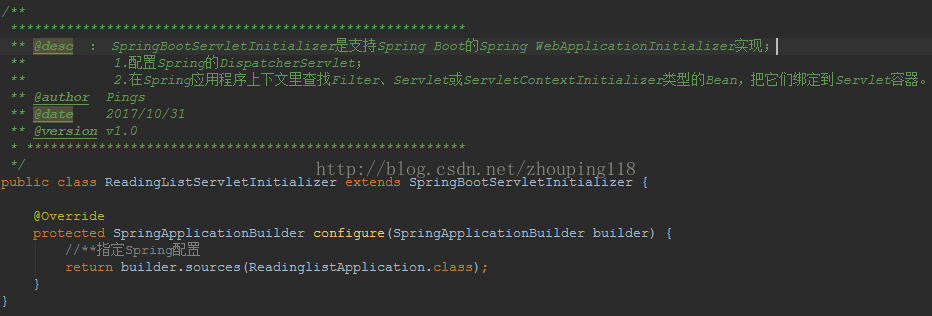 /**
 *********************************************************
 ** @desc  :  SpringBootServletInitializer是支持Spring Boot的Spring WebApplicationInitializer实现;
 **        1.配置Spring的DispatcherServlet;
 **        2.在Spring应用程序上下文里查找Filter、Servlet或ServletContextInitializer类型的Bean, 把它们绑定到Servlet容器。
 ** @author  Pings
 ** @date    2017/10/31
 ** @version v1.0
 * *******************************************************
 */
http://blog.csdn.net/zhouping118
public class ReadingListServletInitializer extends SpringBootServletInitializer {
    @Override
    protected SpringApplicationBuilder configure(SpringApplicationBuilder builder) {
        //**指定Spring配置
        return builder.sources(ReadinglistApplication.class);
    }
}